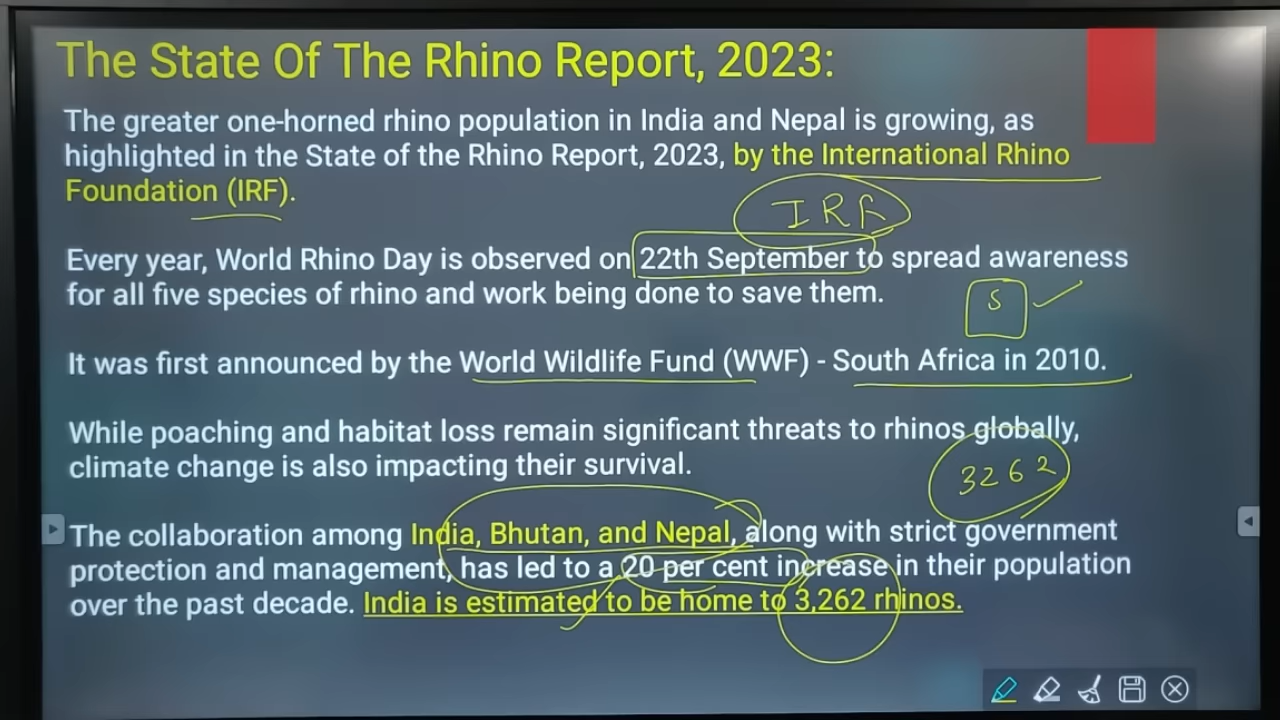 The State Of The Rhino Report, 2023:
The greater one-horned rhino population in India and Nepal is growing, as
highlighted in the State of the Rhino Report, 2023, by the International Rhino
Foundation (IRF).
IRF
Every year, World Rhino Day is observed on 22th September to spread awareness
for all five species of rhino and work being done to save them.
5
It was first announced by the World Wildlife Fund (WWF) - South Africa in 2010.
While poaching and habitat loss remain significant threats to rhinos globally,
climate change is also impacting their survival.
3262
The collaboration among India, Bhutan, and Nepal, along with strict government
protection and management, has led to a 20 per cent increase in their population
over the past decade. India is estimated to be home to 3,262 rhinos.